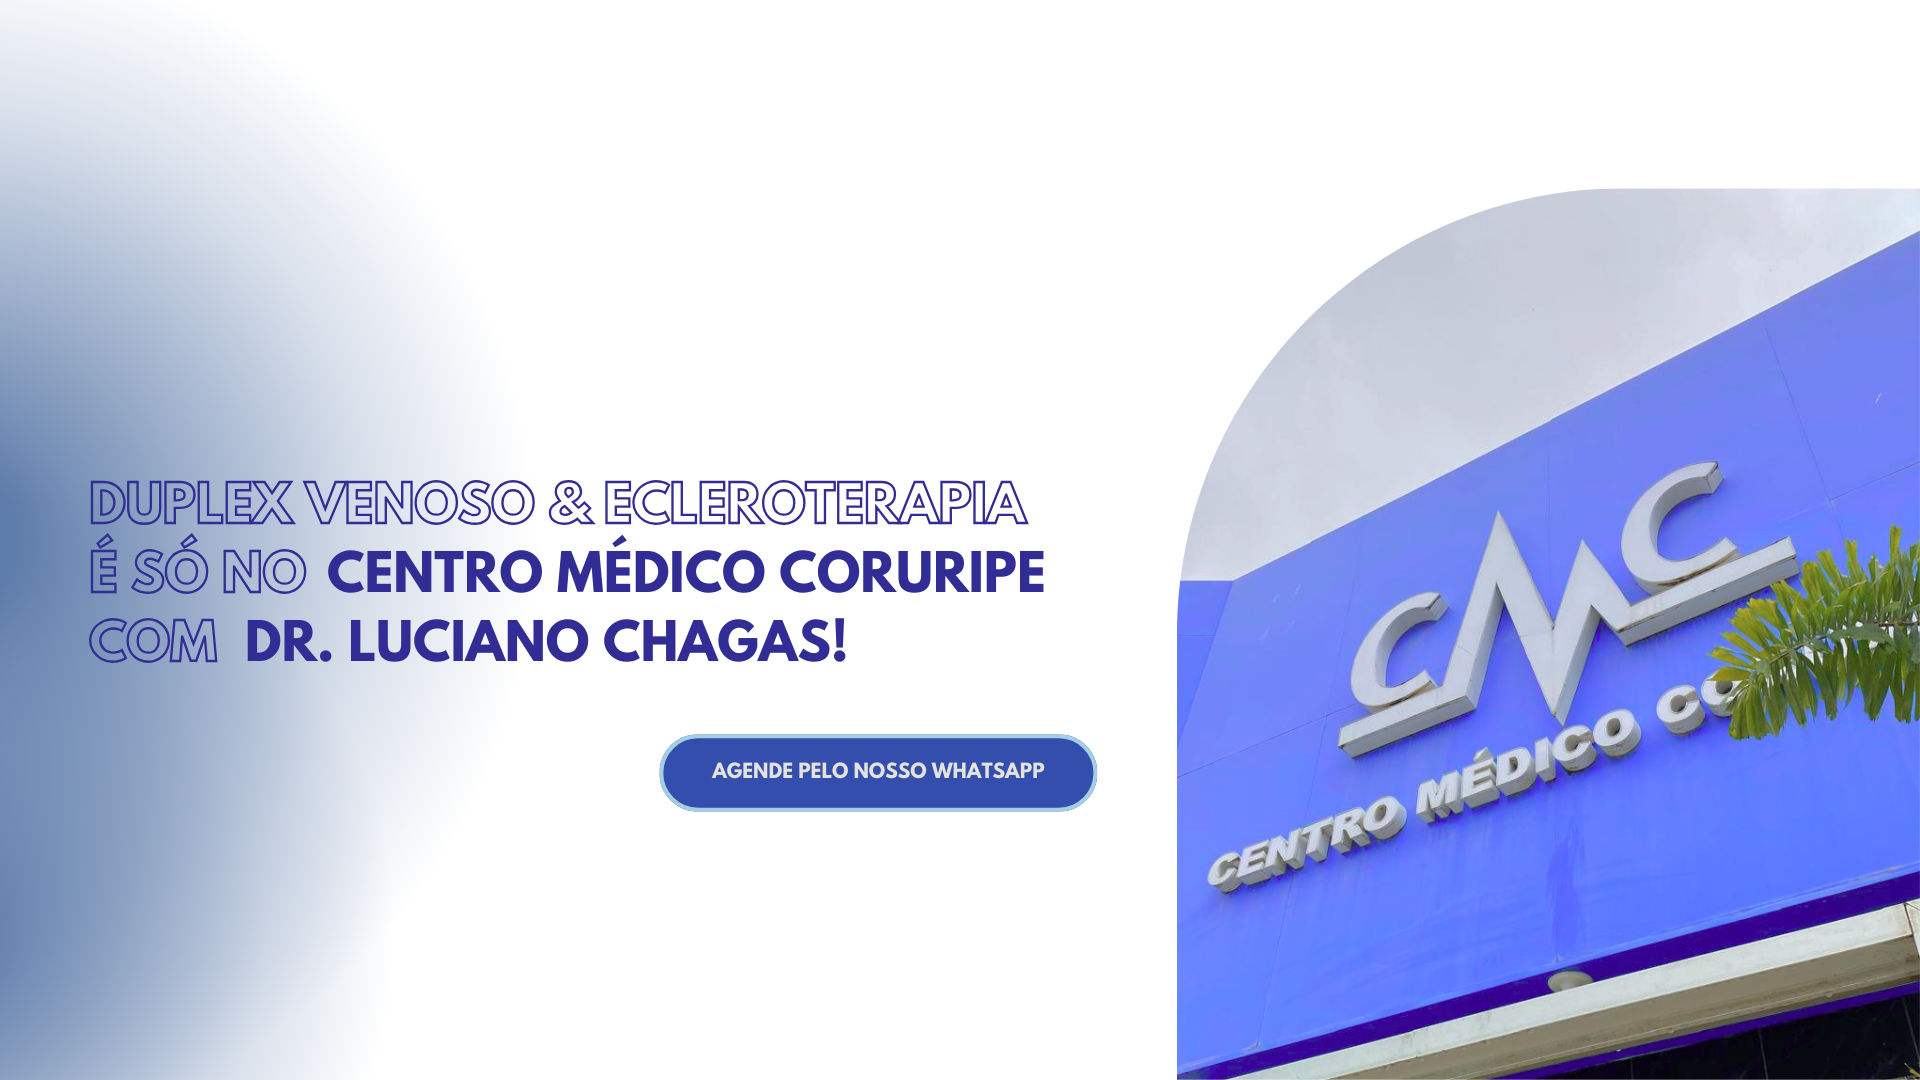 DUPLEX VENOSO & ECLEROTERAPIA
É SÓ NO CENTRO MÉDICO CORURIPE
COM DR. LUCIANO CHAGAS!
AGENDE PELO NOSSO WHATSAPP
CMC
CENTRO MÉDICO CO